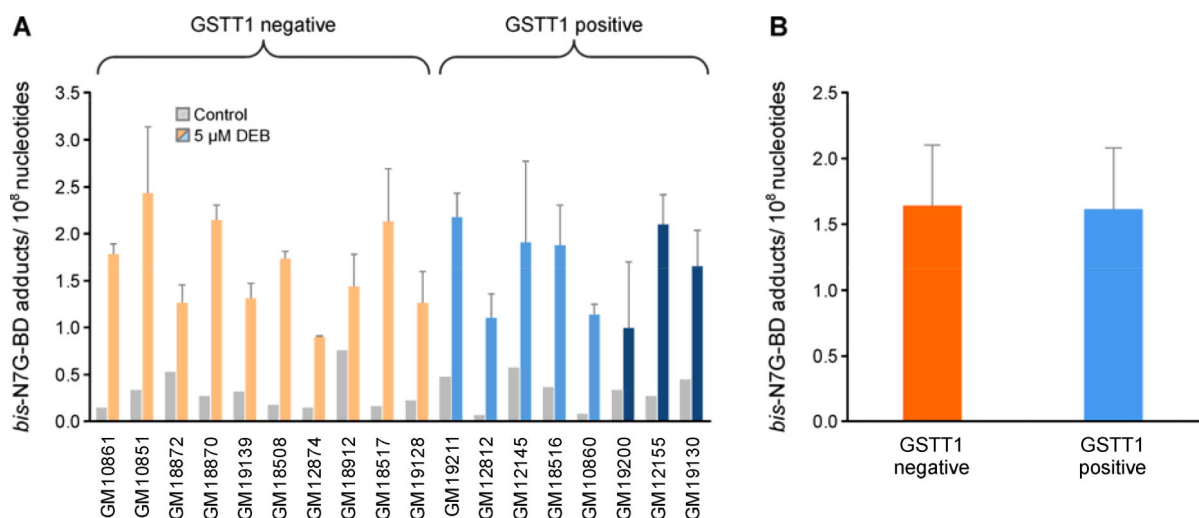 A
GSTT1 negative
GSTT1 positive
bis-N7G-BD adducts/ 10⁸ nucleotides
3.5
3.0
2.5
2.0
1.5
1.0
0.5
0.0
Control
5 µM DEB
GM10861
GM10851
GM18872
GM18870
GM19139
GM18508
GM12874
GM18912
GM18517
GM19128
GM19211
GM12812
GM12145
GM18516
GM10860
GM19200
GM12155
GM19130
B
bis-N7G-BD adducts/ 10⁸ nucleotides
2.5
2.0
1.5
1.0
0.5
0.0
GSTT1
negative
GSTT1
positive